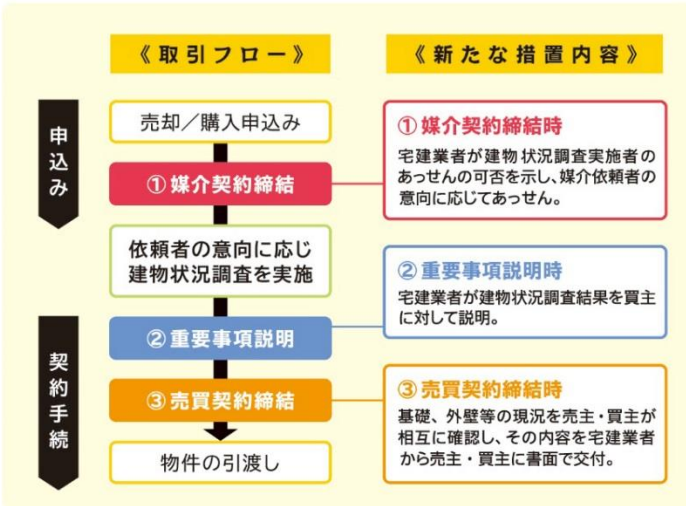 《取引フロー》
《新たな措置内容》
申込み
売却/購入申込み
①媒介契約締結
依頼者の意向に応じ
建物状況調査を実施
契約手続
②重要事項説明
③売買契約締結
物件の引渡し
①媒介契約締結時
宅建業者が建物状況調査実施者の
あっせんの可否を示し、媒介依頼者の
意向に応じてあっせん。
②重要事項説明時
宅建業者が建物状況調査結果を買主
に対して説明。
③売買契約締結時
基礎、外壁等の現況を売主・買主が
相互に確認し、その内容を宅建業者
から売主・買主に書面で交付。